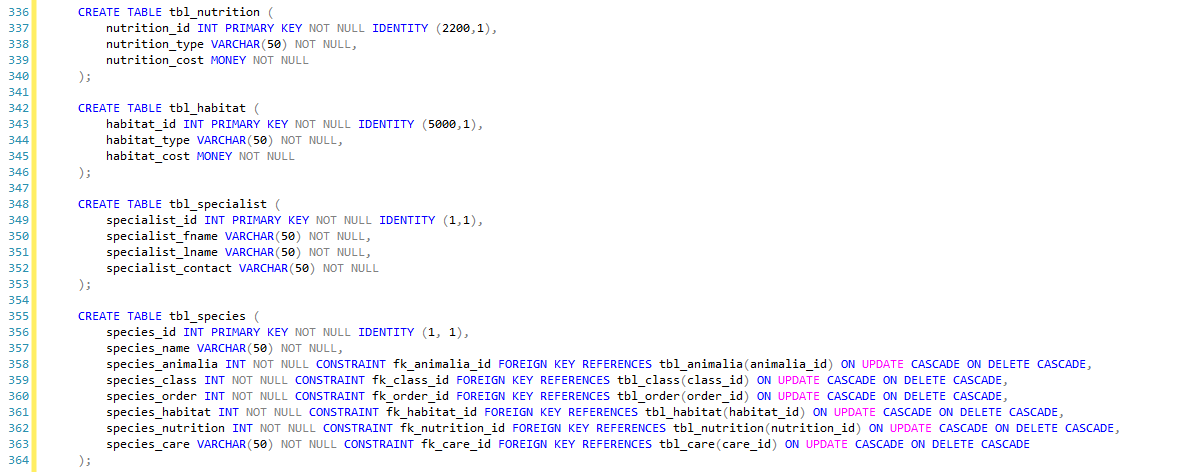 336 CREATE TABLE tbl_nutrition (
337 nutrition_id INT PRIMARY KEY NOT NULL IDENTITY (2200,1),
338 nutrition_type VARCHAR(50) NOT NULL,
339 nutrition_cost MONEY NOT NULL
340 );
341
342 CREATE TABLE tbl_habitat (
343 habitat_id INT PRIMARY KEY NOT NULL IDENTITY (5000,1),
344 habitat_type VARCHAR(50) NOT NULL,
345 habitat_cost MONEY NOT NULL
346 );
347
348 CREATE TABLE tbl_specialist (
349 specialist_id INT PRIMARY KEY NOT NULL IDENTITY (1,1),
350 specialist_fname VARCHAR(50) NOT NULL,
351 specialist_lname VARCHAR(50) NOT NULL,
352 specialist_contact VARCHAR(50) NOT NULL
353 );
354
355 CREATE TABLE tbl_species (
356 species_id INT PRIMARY KEY NOT NULL IDENTITY (1, 1),
357 species_name VARCHAR(50) NOT NULL,
358 species_animalia INT NOT NULL CONSTRAINT fk_animalia_id FOREIGN KEY REFERENCES tbl_animalia(animalia_id) ON UPDATE CASCADE ON DELETE CASCADE,
359 species_class INT NOT NULL CONSTRAINT fk_class_id FOREIGN KEY REFERENCES tbl_class(class_id) ON UPDATE CASCADE ON DELETE CASCADE,
360 species_order INT NOT NULL CONSTRAINT fk_order_id FOREIGN KEY REFERENCES tbl_order(order_id) ON UPDATE CASCADE ON DELETE CASCADE,
361 species_habitat INT NOT NULL CONSTRAINT fk_habitat_id FOREIGN KEY REFERENCES tbl_habitat(habitat_id) ON UPDATE CASCADE ON DELETE CASCADE,
362 species_nutrition INT NOT NULL CONSTRAINT fk_nutrition_id FOREIGN KEY REFERENCES tbl_nutrition(nutrition_id) ON UPDATE CASCADE ON DELETE CASCADE,
363 species_care VARCHAR(50) NOT NULL CONSTRAINT fk_care_id FOREIGN KEY REFERENCES tbl_care(care_id) ON UPDATE CASCADE ON DELETE CASCADE
364 );